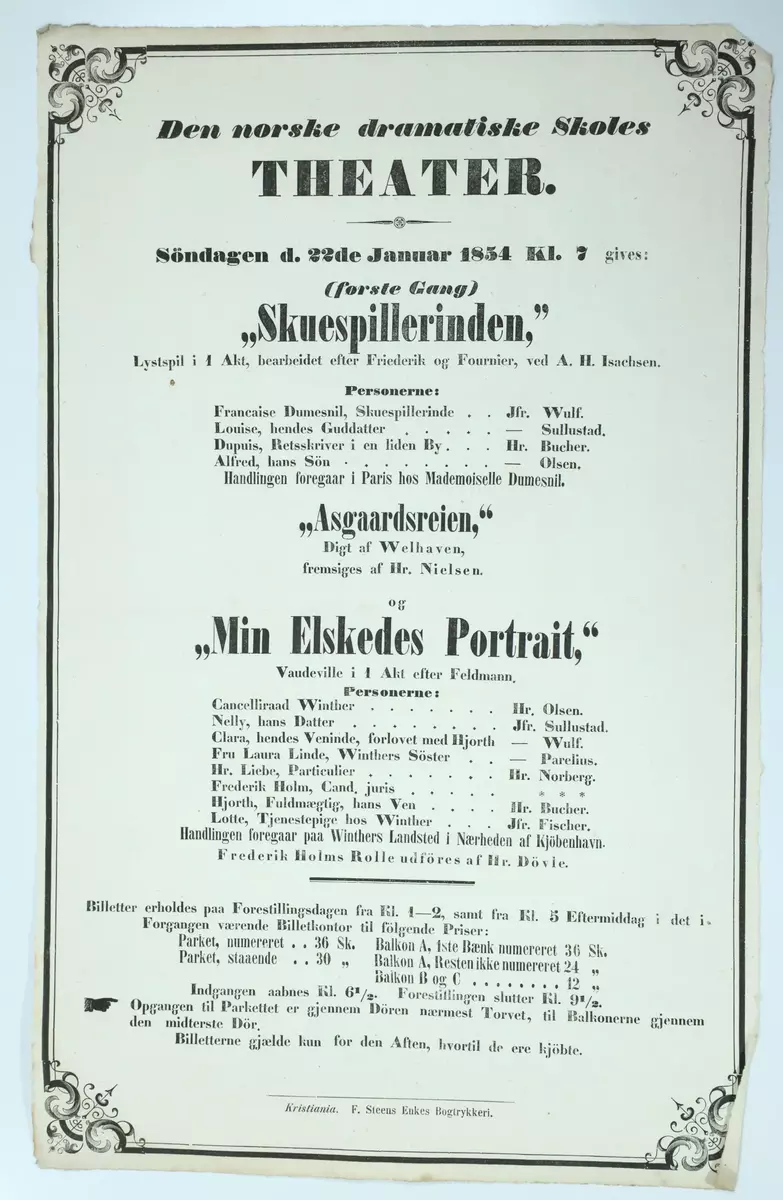 Den norske dramatiske Skoles
THEATER.
Söndagen d. 22de Januar 1854 Kl. 7 gives:
(første Gang)
„Skuespillerinden,”
Lystspil i 1 Akt, bearbeidet efter Friederik og Fournier, ved A. H. Isachsen.
Personerne:
Francaise Dumesnil, Skuespillerinde . . Jfr. Wulf.
Louise, hendes Guddatter . . . . . — Sullustad.
Dupuis, Retsskriver i en liden By . . . Hr. Bucher.
Alfred, hans Sön . . . . . . . . — Olsen.
Handlingen foregaar i Paris hos Mademoiselle Dumesnil.
„Asgaardsreien,“
Digt af Welhaven,
fremsiges af Hr. Nielsen.
og
„Min Elskedes Portrait,“
Vaudeville i 1 Akt efter Feldmann.
Personerne:
Cancelliraad Winther . . . . . . . Hr. Olsen.
Nelly, hans Datter . . . . . . . . Jfr. Sullustad.
Clara, hendes Veninde, forlovet med Hjorth — Wulf.
Fru Laura Linde, Winthers Söster . . — Parelius.
Hr. Liebe, Particulier . . . . . . . Hr. Norberg.
Frederik Holm, Cand. juris . . . . . * * *
Hjorth, Fuldmægtig, hans Ven . . . . Hr. Bucher.
Lotte, Tjenestepige hos Winther . . . Jfr. Fischer.
Handlingen foregaar paa Winthers Landsted i Nærheden af Kjöbenhavn.
Frederik Holms Rolle udföres af Hr. Dövle.
Billetter erholdes paa Forestillingsdagen fra Kl. 1—2, samt fra Kl. 5 Eftermiddag i det i
Forgangen værende Billetkontor til fölgende Priser:
Parket, numereret . . 36 Sk. Balkon A, 1ste Bænk numereret 36 Sk.
Parket, staaende . . 30 „ Balkon A, Resten ikke numereret 24 „
Balkon B og C . . . . . . . . 12 „
Indgangen aabnes Kl. 6½. Forestillingen slutter Kl. 9½.
Opgangen til Parkettet er gjennem Dören nærmest Torvet, til Balkonerne gjennem
den midterste Dör.
Billetterne gjælde kun for den Aften, hvortil de ere kjöbte.
Kristiania. F. Steens Enkes Bogtrykkeri.